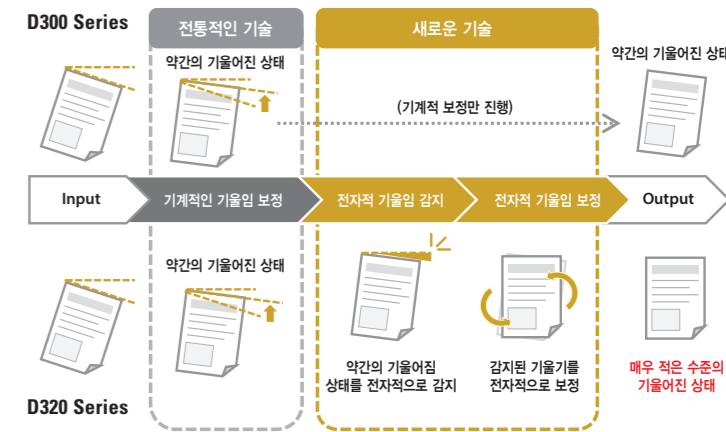 D300 Series
전통적인 기술
새로운 기술
약간의 기울어진 상태
약간의 기울어진 상태
(기계적 보정만 진행)
Input
기계적인 기울임 보정
전자적 기울임 감지
전자적 기울임 보정
Output
약간의 기울어진 상태
약간의 기울어짐
상태를 전자적으로 감지
감지된 기울기를
전자적으로 보정
매우 적은 수준의
기울어진 상태
D320 Series